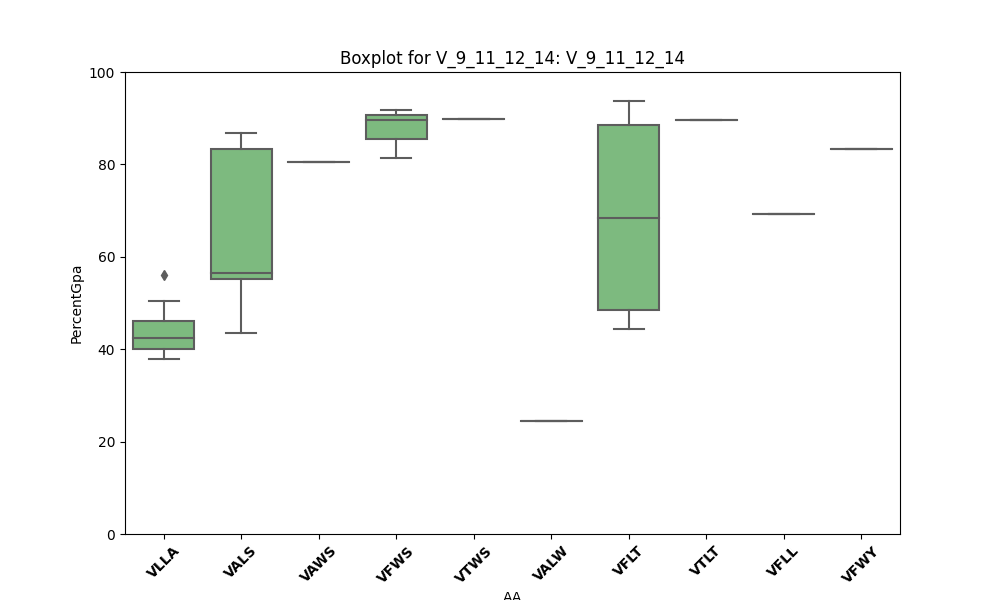 Boxplot for V_9_11_12_14: V_9_11_12_14
100
80
60
40
20
0
PercentGpa
VLLA
VALS
VAWS
VFWS
VTWS
VALW
VFLT
VTLT
VFLL
VFWY
AA